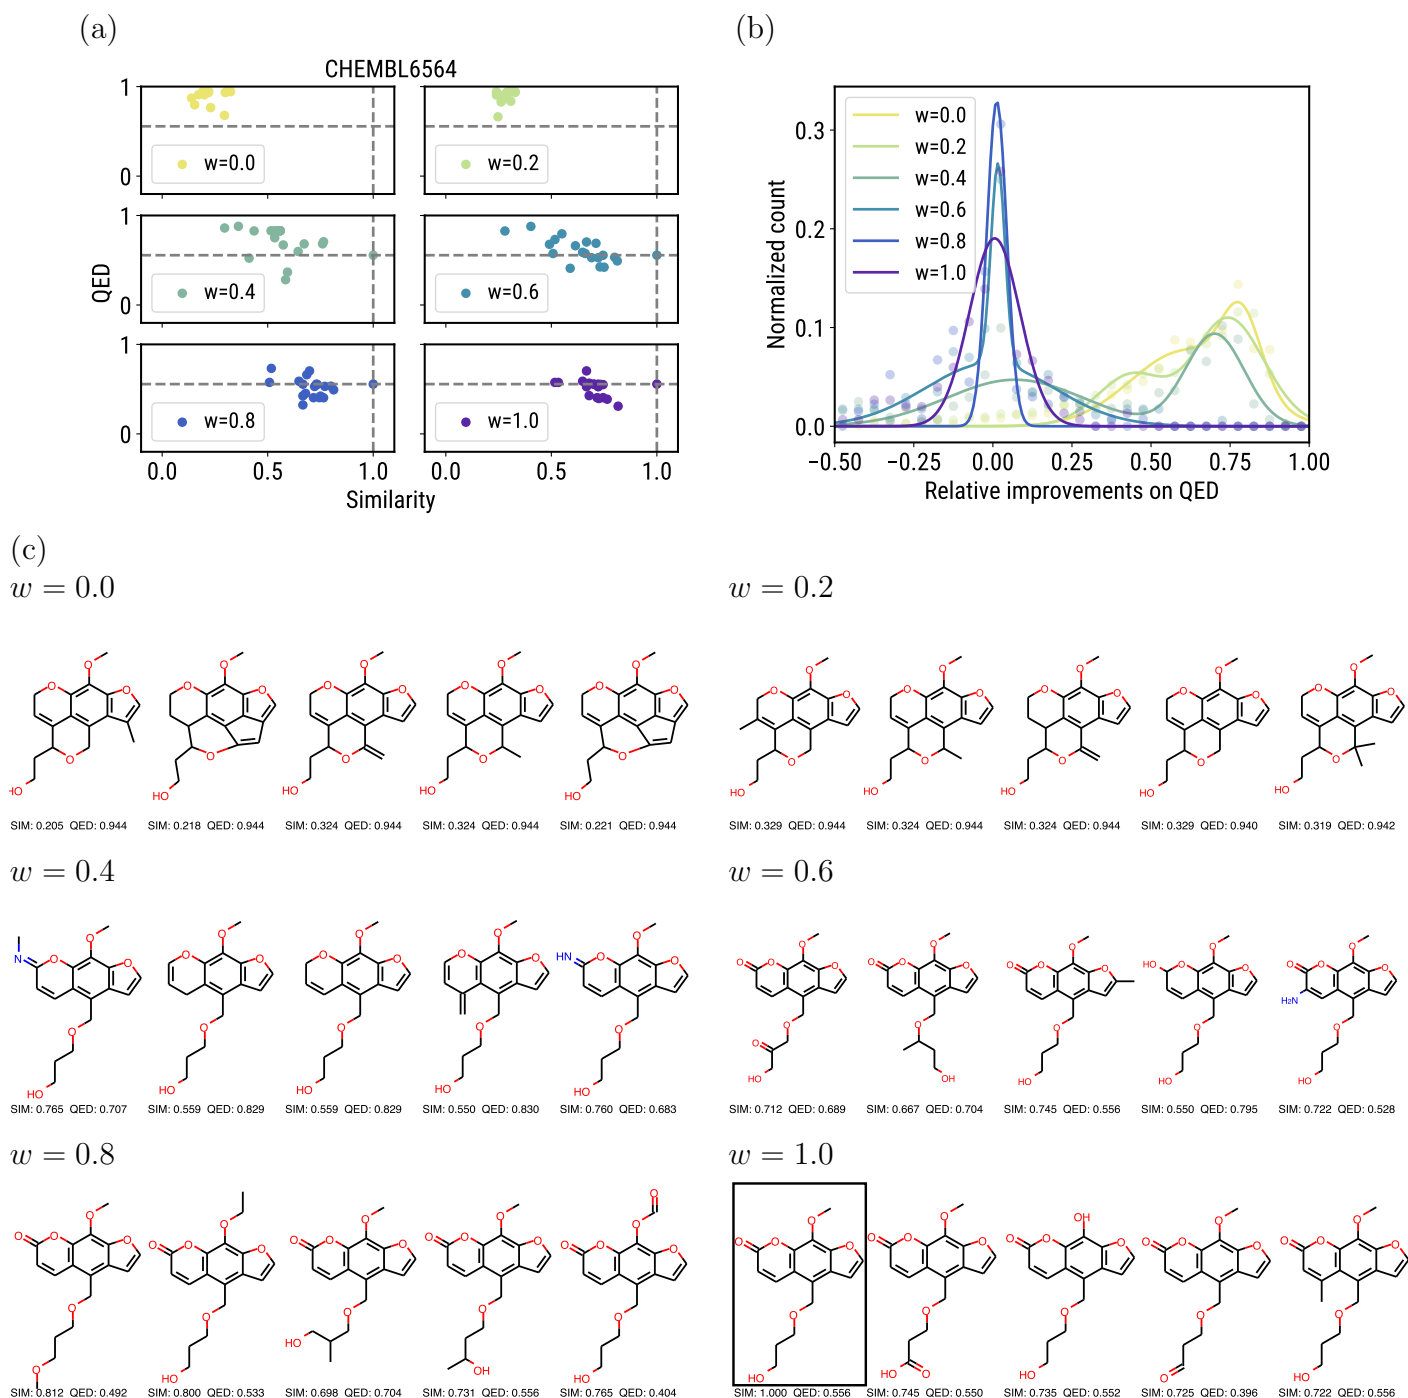 (a)
(b)
CHEMBL6564
1
0
w=0.0
w=0.2
1
0
QED
w=0.4
w=0.6
1
0
w=0.8
w=1.0
0.0 0.5 1.0 0.0 0.5 1.0
Similarity
w=0.0
w=0.2
w=0.4
w=0.6
w=0.8
w=1.0
Normalized count
0.3
0.2
0.1
0.0
−0.50 −0.25 0.00 0.25 0.50 0.75 1.00
Relative improvements on QED
(c)
w = 0.0
w = 0.2
SIM: 0.205 QED: 0.944 SIM: 0.218 QED: 0.944 SIM: 0.324 QED: 0.944 SIM: 0.324 QED: 0.944 SIM: 0.221 QED: 0.944
SIM: 0.329 QED: 0.944 SIM: 0.324 QED: 0.944 SIM: 0.324 QED: 0.944 SIM: 0.329 QED: 0.940 SIM: 0.319 QED: 0.942
w = 0.4
w = 0.6
SIM: 0.765 QED: 0.707 SIM: 0.559 QED: 0.829 SIM: 0.559 QED: 0.829 SIM: 0.550 QED: 0.830 SIM: 0.760 QED: 0.683
SIM: 0.712 QED: 0.689 SIM: 0.667 QED: 0.704 SIM: 0.745 QED: 0.556 SIM: 0.550 QED: 0.795 SIM: 0.722 QED: 0.528
w = 0.8
w = 1.0
SIM: 0.812 QED: 0.492 SIM: 0.800 QED: 0.533 SIM: 0.698 QED: 0.704 SIM: 0.731 QED: 0.556 SIM: 0.765 QED: 0.404
SIM: 1.000 QED: 0.556 SIM: 0.745 QED: 0.550 SIM: 0.735 QED: 0.552 SIM: 0.725 QED: 0.396 SIM: 0.722 QED: 0.556